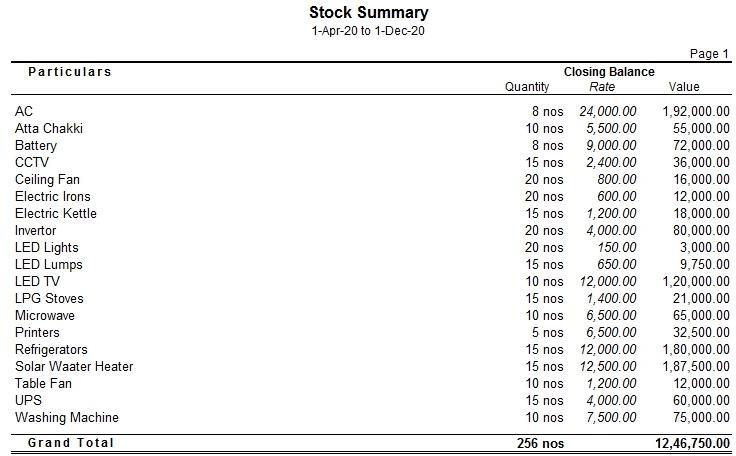 Stock Summary
1-Apr-20 to 1-Dec-20
Page 1
Particulars Closing Balance
Quantity Rate Value
AC 8 nos 24,000.00 1,92,000.00
Atta Chakki 10 nos 5,500.00 55,000.00
Battery 8 nos 9,000.00 72,000.00
CCTV 15 nos 2,400.00 36,000.00
Ceiling Fan 20 nos 800.00 16,000.00
Electric Irons 20 nos 600.00 12,000.00
Electric Kettle 15 nos 1,200.00 18,000.00
Invertor 20 nos 4,000.00 80,000.00
LED Lights 20 nos 150.00 3,000.00
LED Lumps 15 nos 650.00 9,750.00
LED TV 10 nos 12,000.00 1,20,000.00
LPG Stoves 15 nos 1,400.00 21,000.00
Microwave 10 nos 6,500.00 65,000.00
Printers 5 nos 6,500.00 32,500.00
Refrigerators 15 nos 12,000.00 1,80,000.00
Solar Waater Heater 15 nos 12,500.00 1,87,500.00
Table Fan 10 nos 1,200.00 12,000.00
UPS 15 nos 4,000.00 60,000.00
Washing Machine 10 nos 7,500.00 75,000.00
Grand Total 256 nos 12,46,750.00